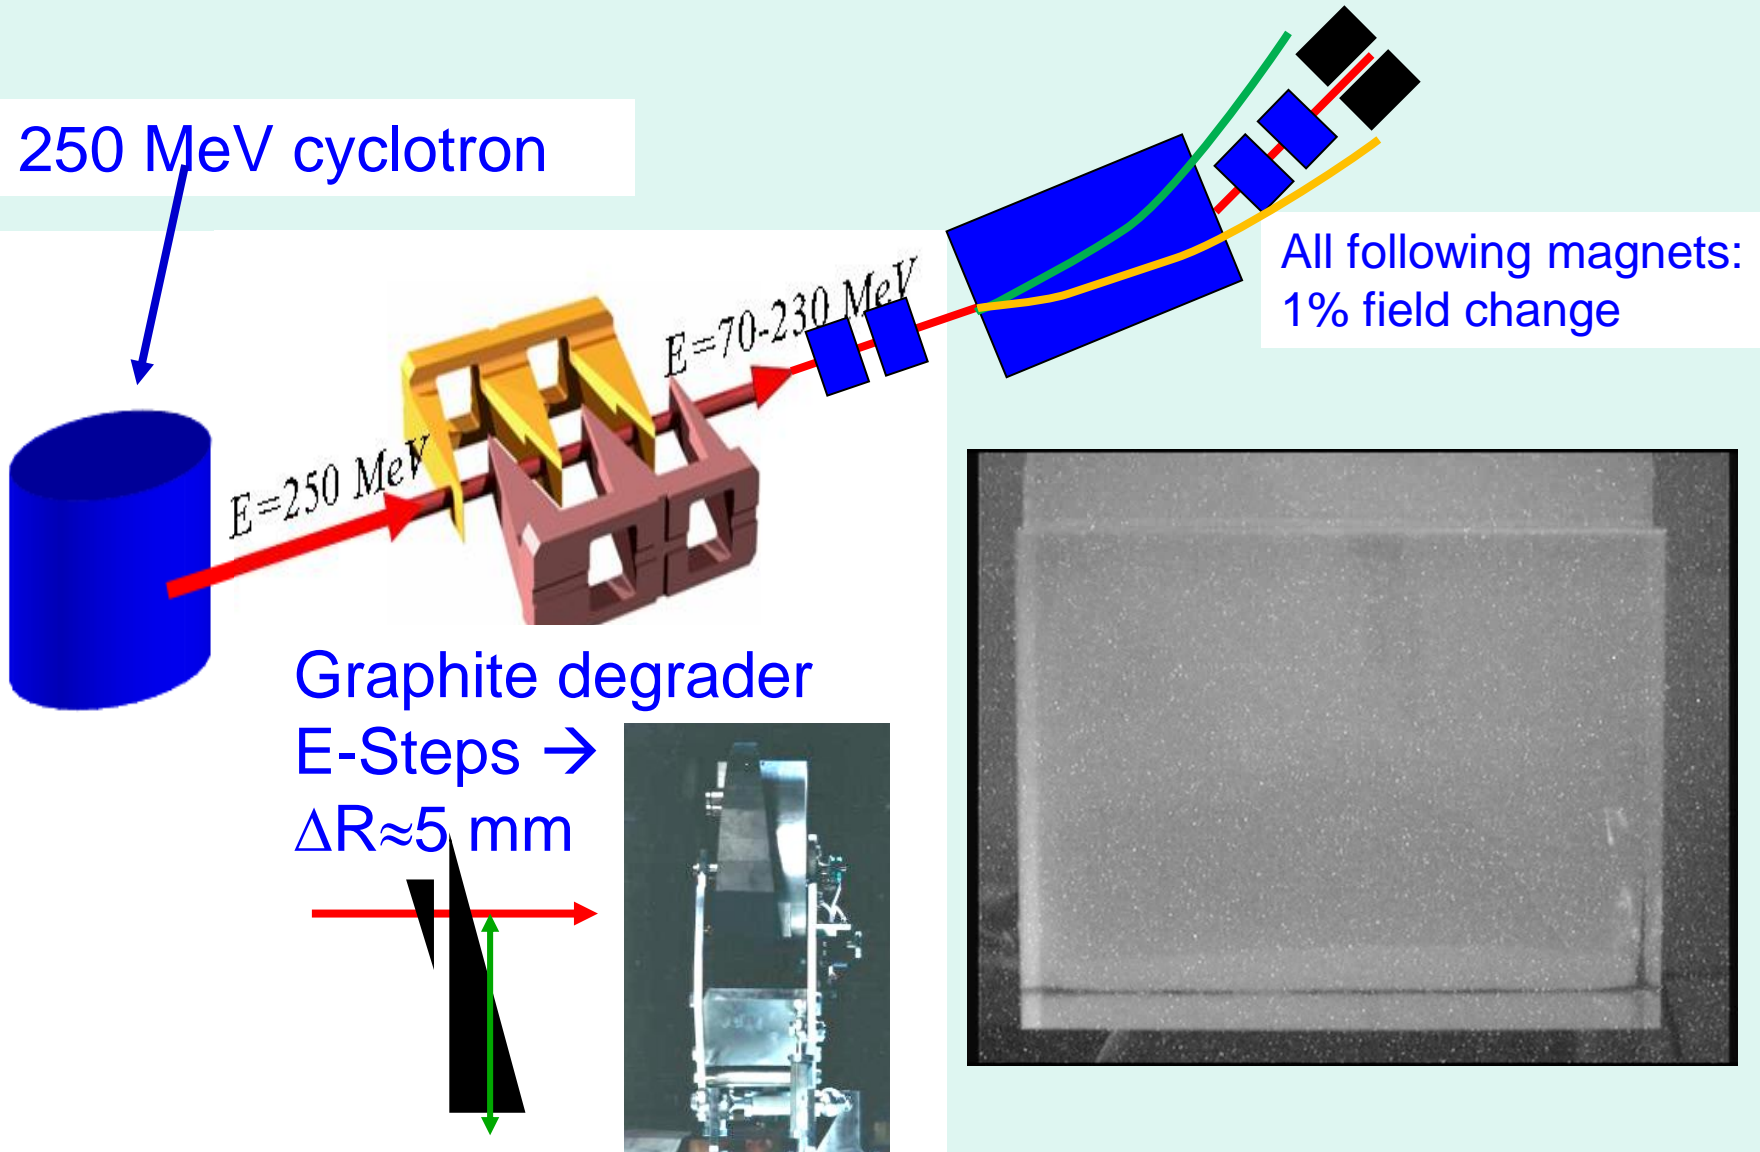 250 MeV cyclotron
All following magnets:
1% field change
E=70-230 MeV
E=250 MeV
Graphite degrader
E-Steps →
ΔR≈5 mm